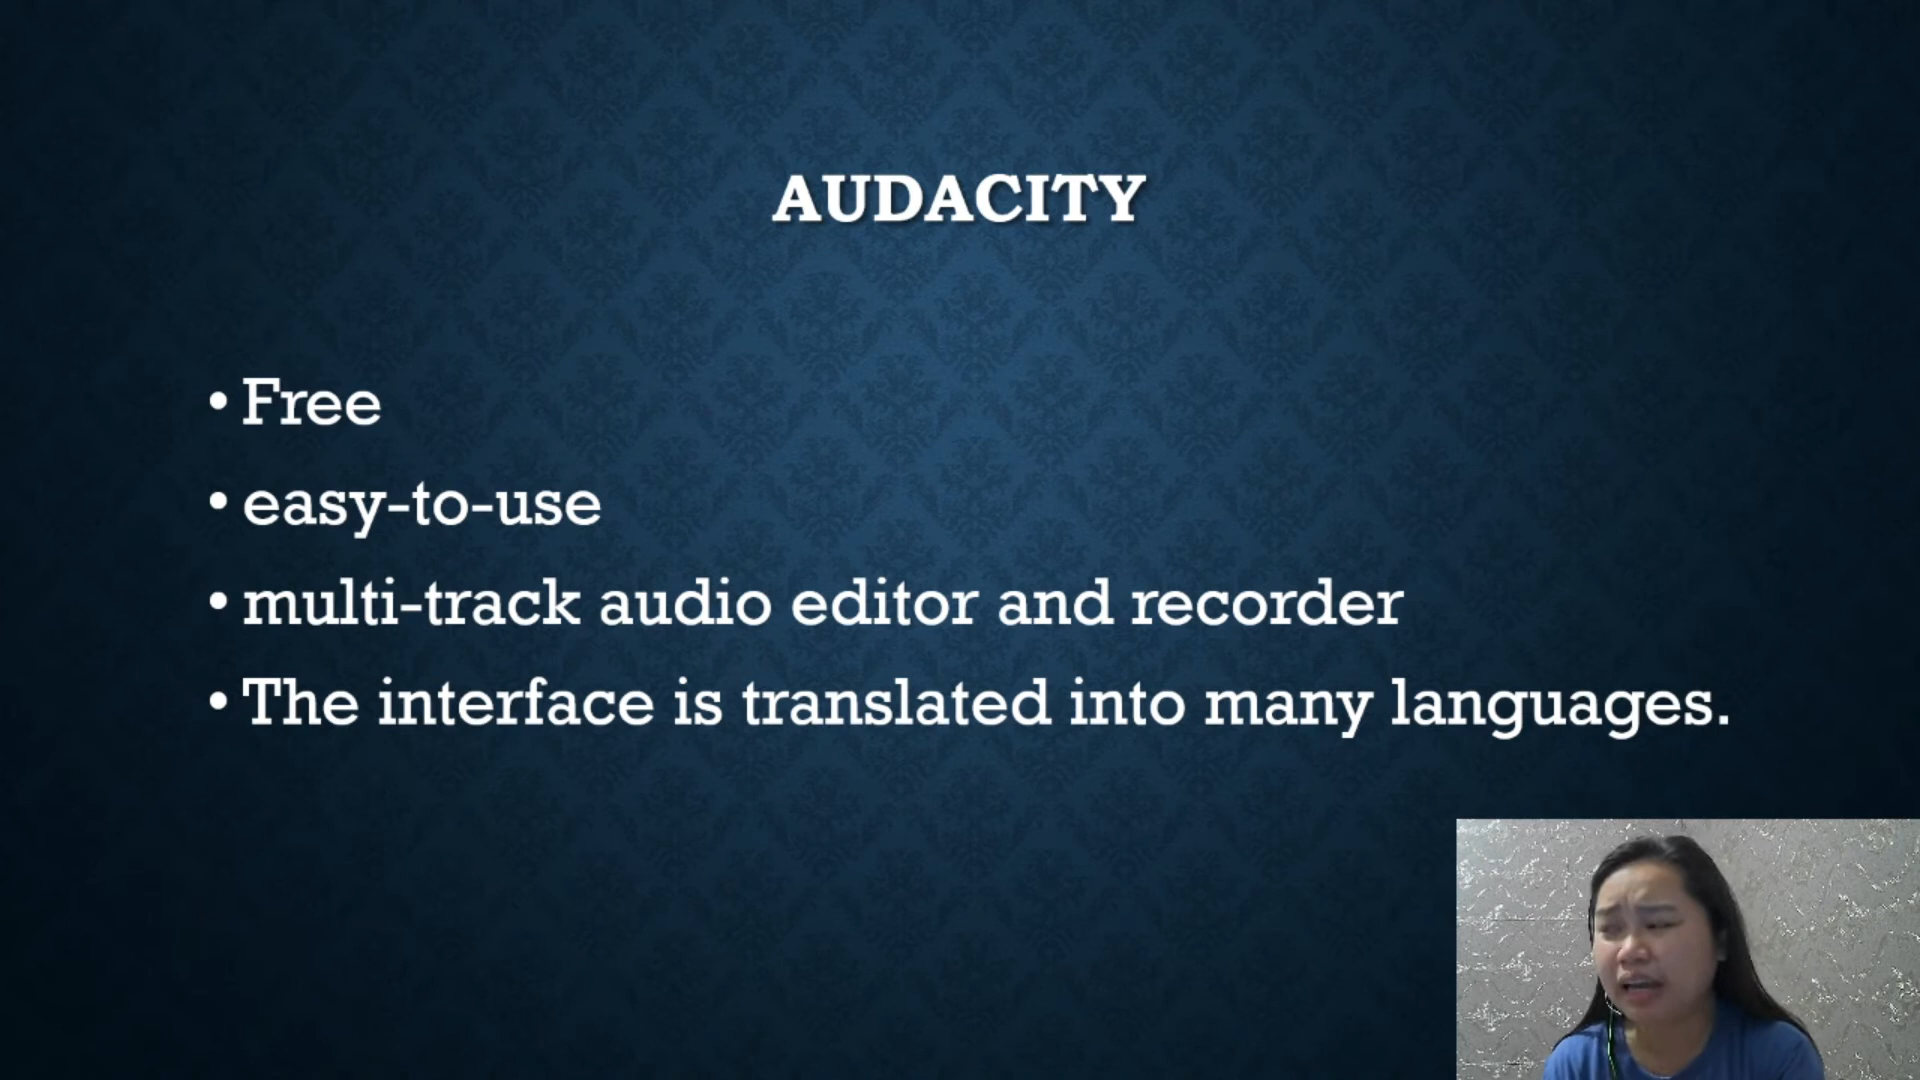 AUDACITY
• Free
• easy-to-use
• multi-track audio editor and recorder
• The interface is translated into many languages.